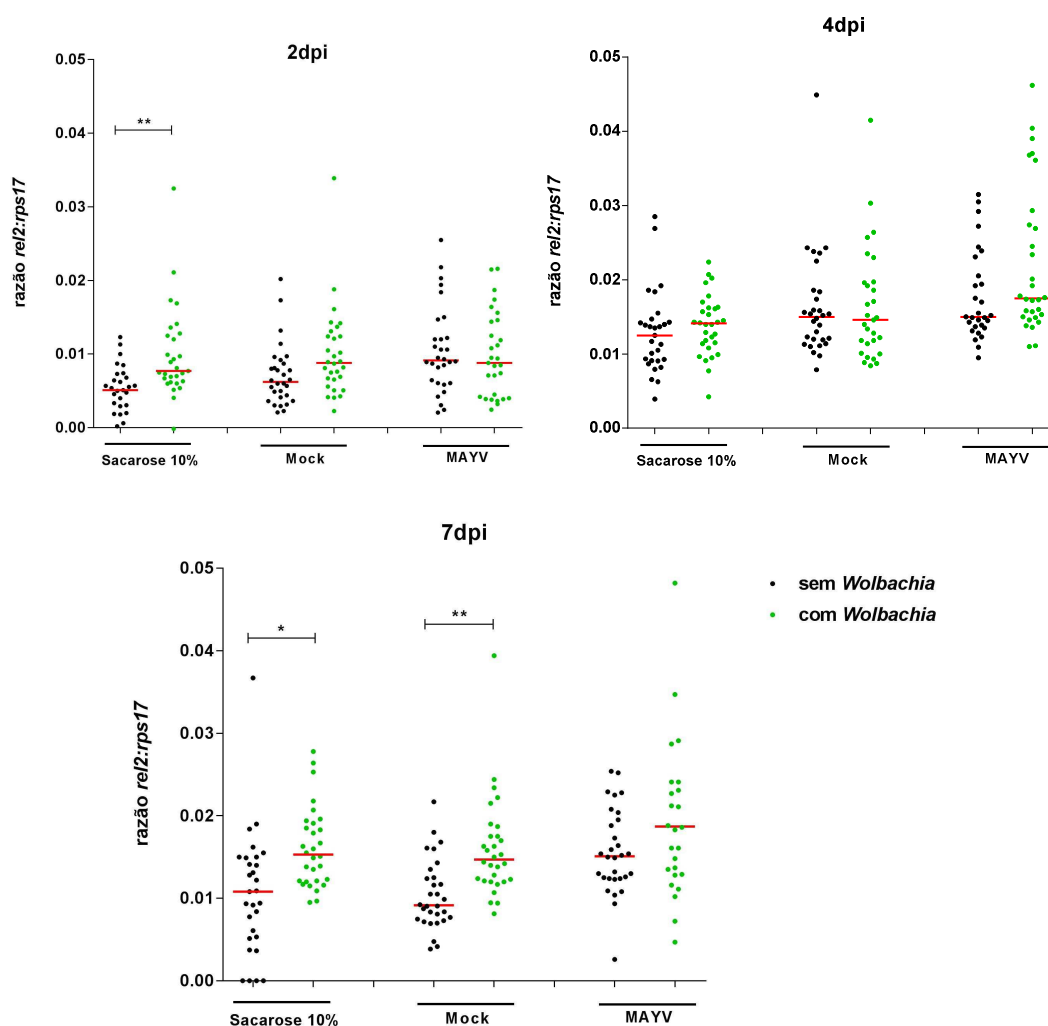 2dpi
0.05
0.04
0.03
0.02
0.01
0.00
razão rel2:rps17
**
Sacarose 10%
Mock
MAYV
4dpi
0.05
0.04
0.03
0.02
0.01
0.00
razão rel2:rps17
Sacarose 10%
Mock
MAYV
7dpi
0.05
0.04
0.03
0.02
0.01
0.00
razão rel2:rps17
*
**
Sacarose 10%
Mock
MAYV
sem Wolbachia
com Wolbachia